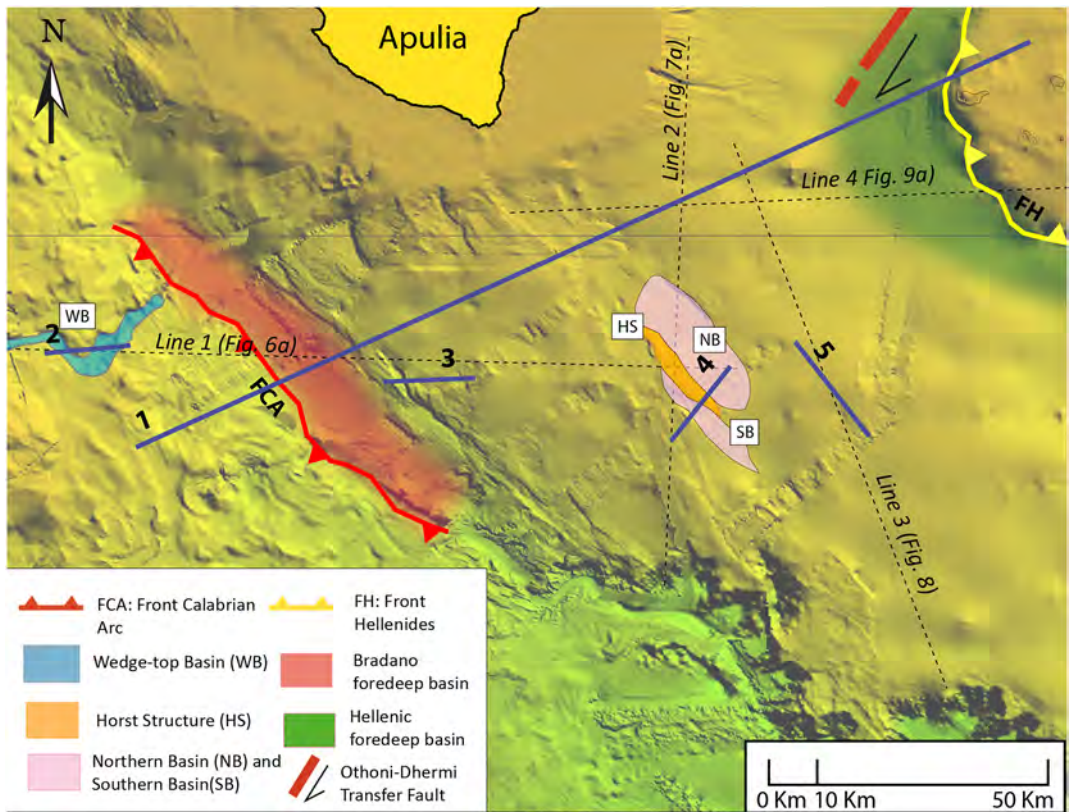 N
Apulia
Line 2 (Fig. 7a)
Line 4 Fig. 9a)
FH
WB
2
Line 1 (Fig. 6a)
3
HS
NB
4
5
1
FCA
SB
Line 3 (Fig. 8)
FCA: Front Calabrian
Arc
FH: Front
Hellenides
Wedge-top Basin (WB)
Bradano
foredeep basin
Horst Structure (HS)
Hellenic
foredeep basin
Northern Basin (NB) and
Southern Basin(SB)
Othoni-Dhermi
Transfer Fault
0 Km 10 Km 50 Km